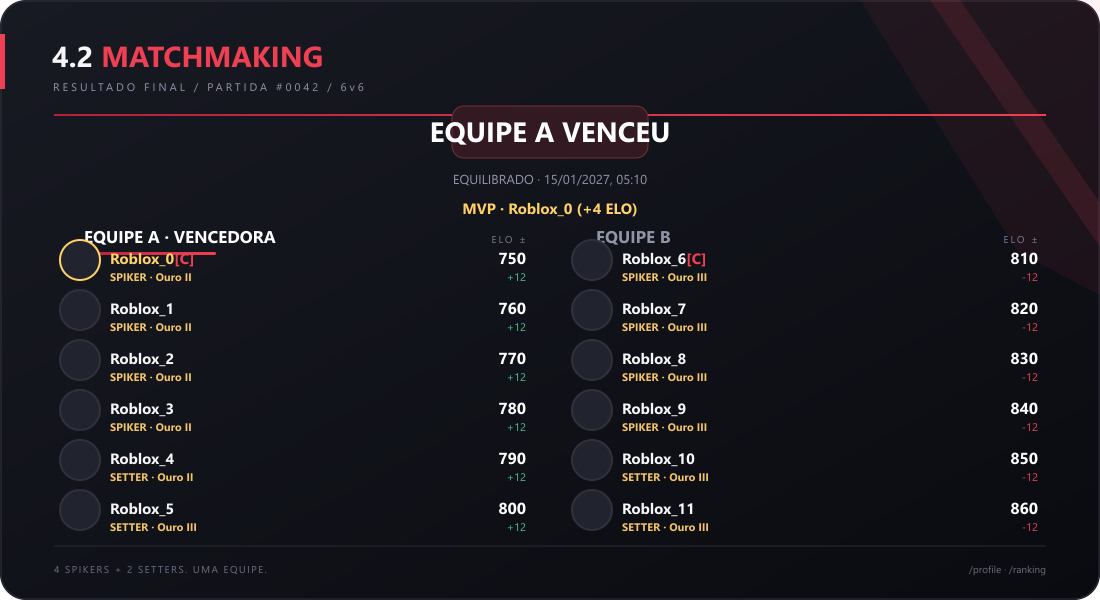 4.2 MATCHMAKING
RESULTADO FINAL / PARTIDA #0042 / 6v6
EQUIPE A VENCEU
EQUILIBRADO · 15/01/2027, 05:10
MVP · Roblox_0 (+4 ELO)
EQUIPE A · VENCEDORA ELO ±
Roblox_0[C] 750
SPIKER · Ouro II +12
Roblox_1 760
SPIKER · Ouro II +12
Roblox_2 770
SPIKER · Ouro II +12
Roblox_3 780
SPIKER · Ouro II +12
Roblox_4 790
SETTER · Ouro II +12
Roblox_5 800
SETTER · Ouro III +12
EQUIPE B ELO ±
Roblox_6[C] 810
SPIKER · Ouro III -12
Roblox_7 820
SPIKER · Ouro III -12
Roblox_8 830
SPIKER · Ouro III -12
Roblox_9 840
SPIKER · Ouro III -12
Roblox_10 850
SETTER · Ouro III -12
Roblox_11 860
SETTER · Ouro III -12
4 SPIKERS + 2 SETTERS. UMA EQUIPE.
/profile · /ranking